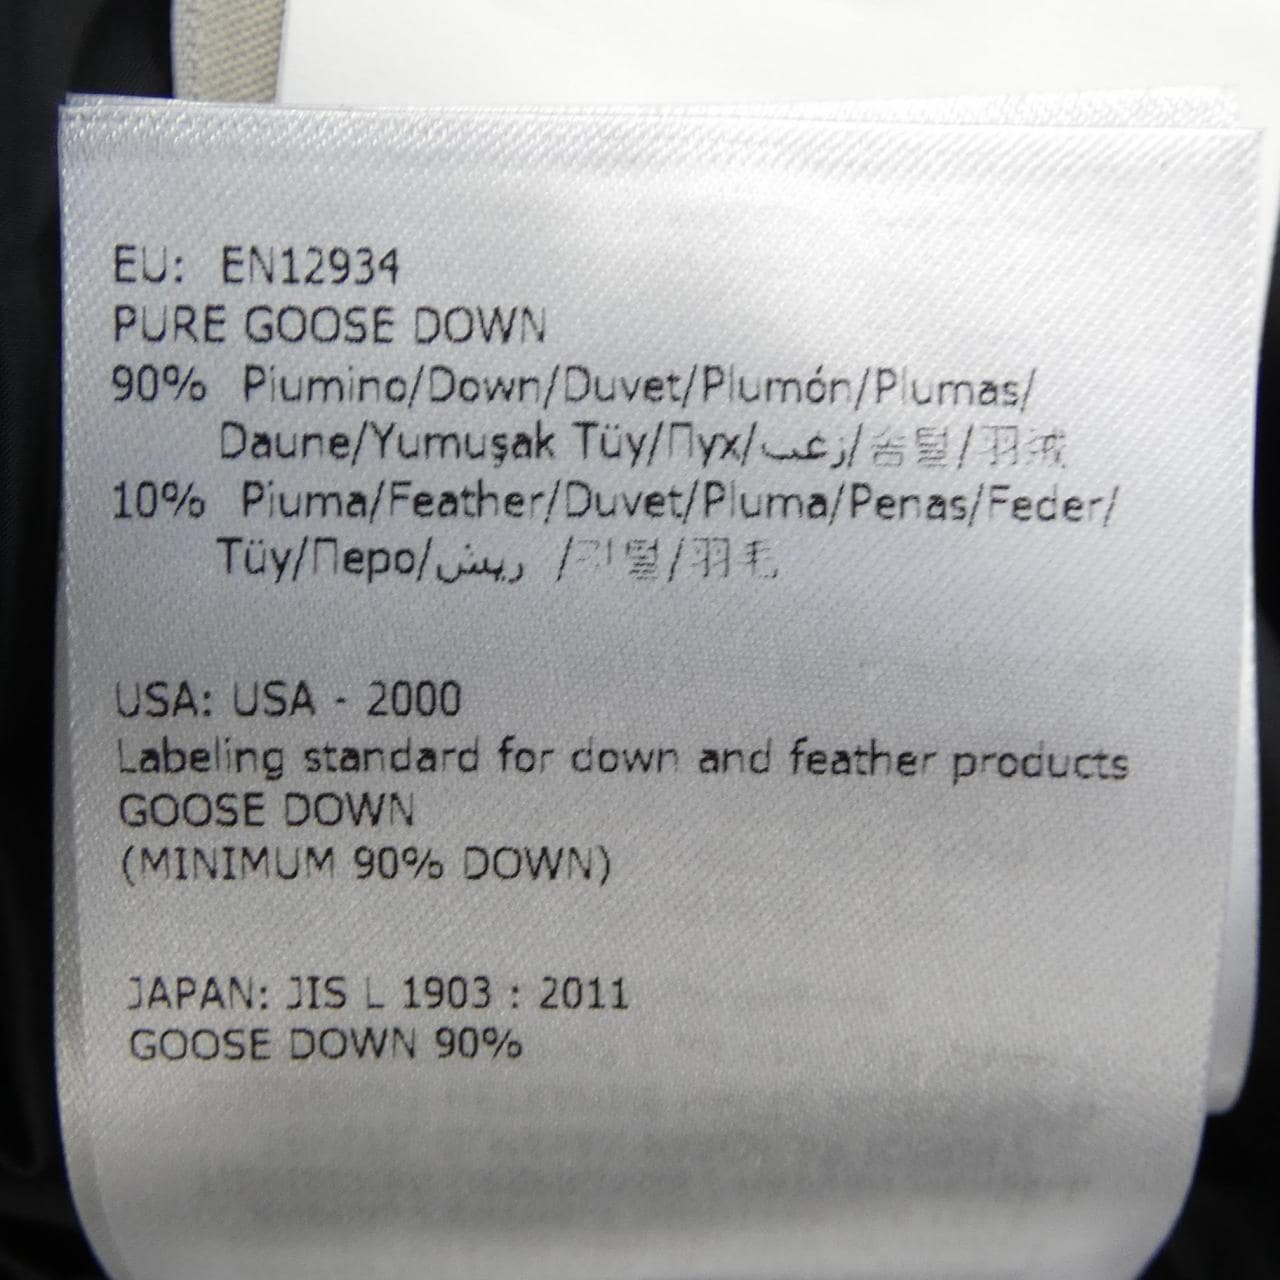 EU: EN12934
PURE GOOSE DOWN
90% Piumino/Down/Duvet/Plumón/Plumas/
Daune/Yumuşak Tüy/Пух/زغب/솜털/羽絨
10% Piuma/Feather/Duvet/Pluma/Penas/Feder/
Tüy/Перо/ريش /깃털/羽毛
USA: USA - 2000
Labeling standard for down and feather products
GOOSE DOWN
(MINIMUM 90% DOWN)
JAPAN: JIS L 1903 : 2011
GOOSE DOWN 90%